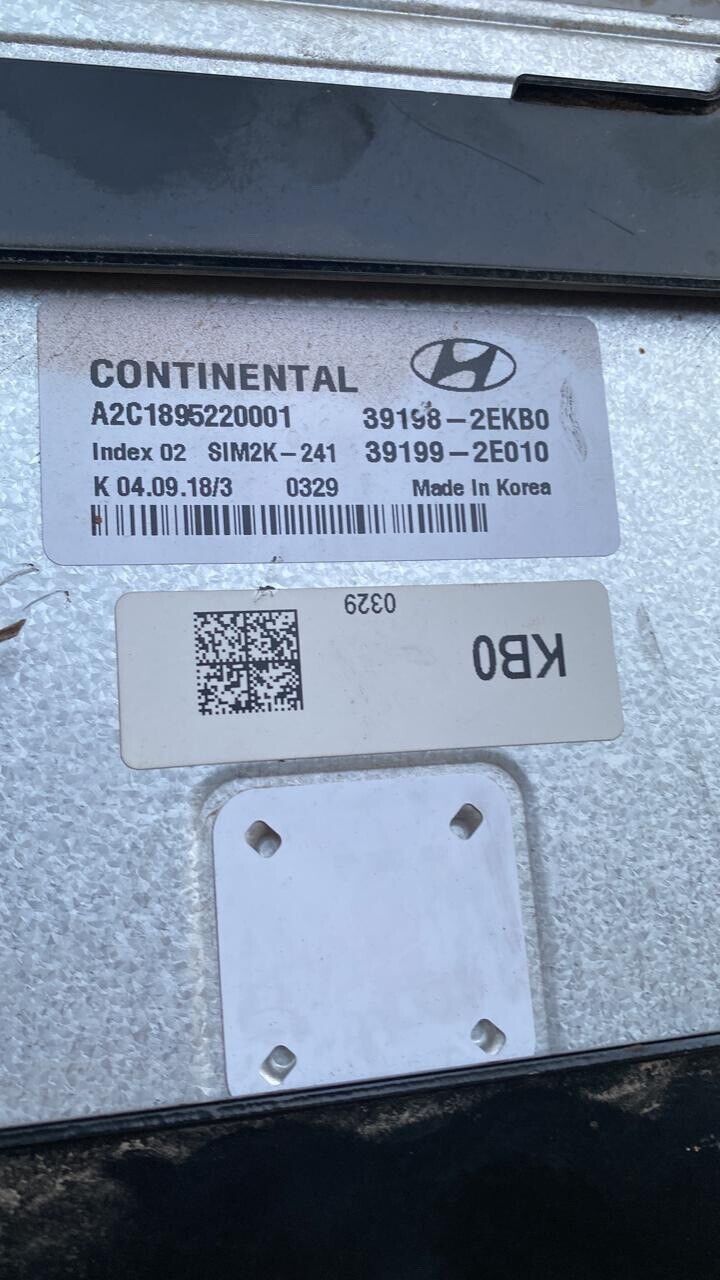 CONTINENTAL
A2C1895220001 39198-2EKB0
Index 02 SIM2K-241 39199-2E010
K 04.09.18/3 0329 Made In Korea
0329
KB0